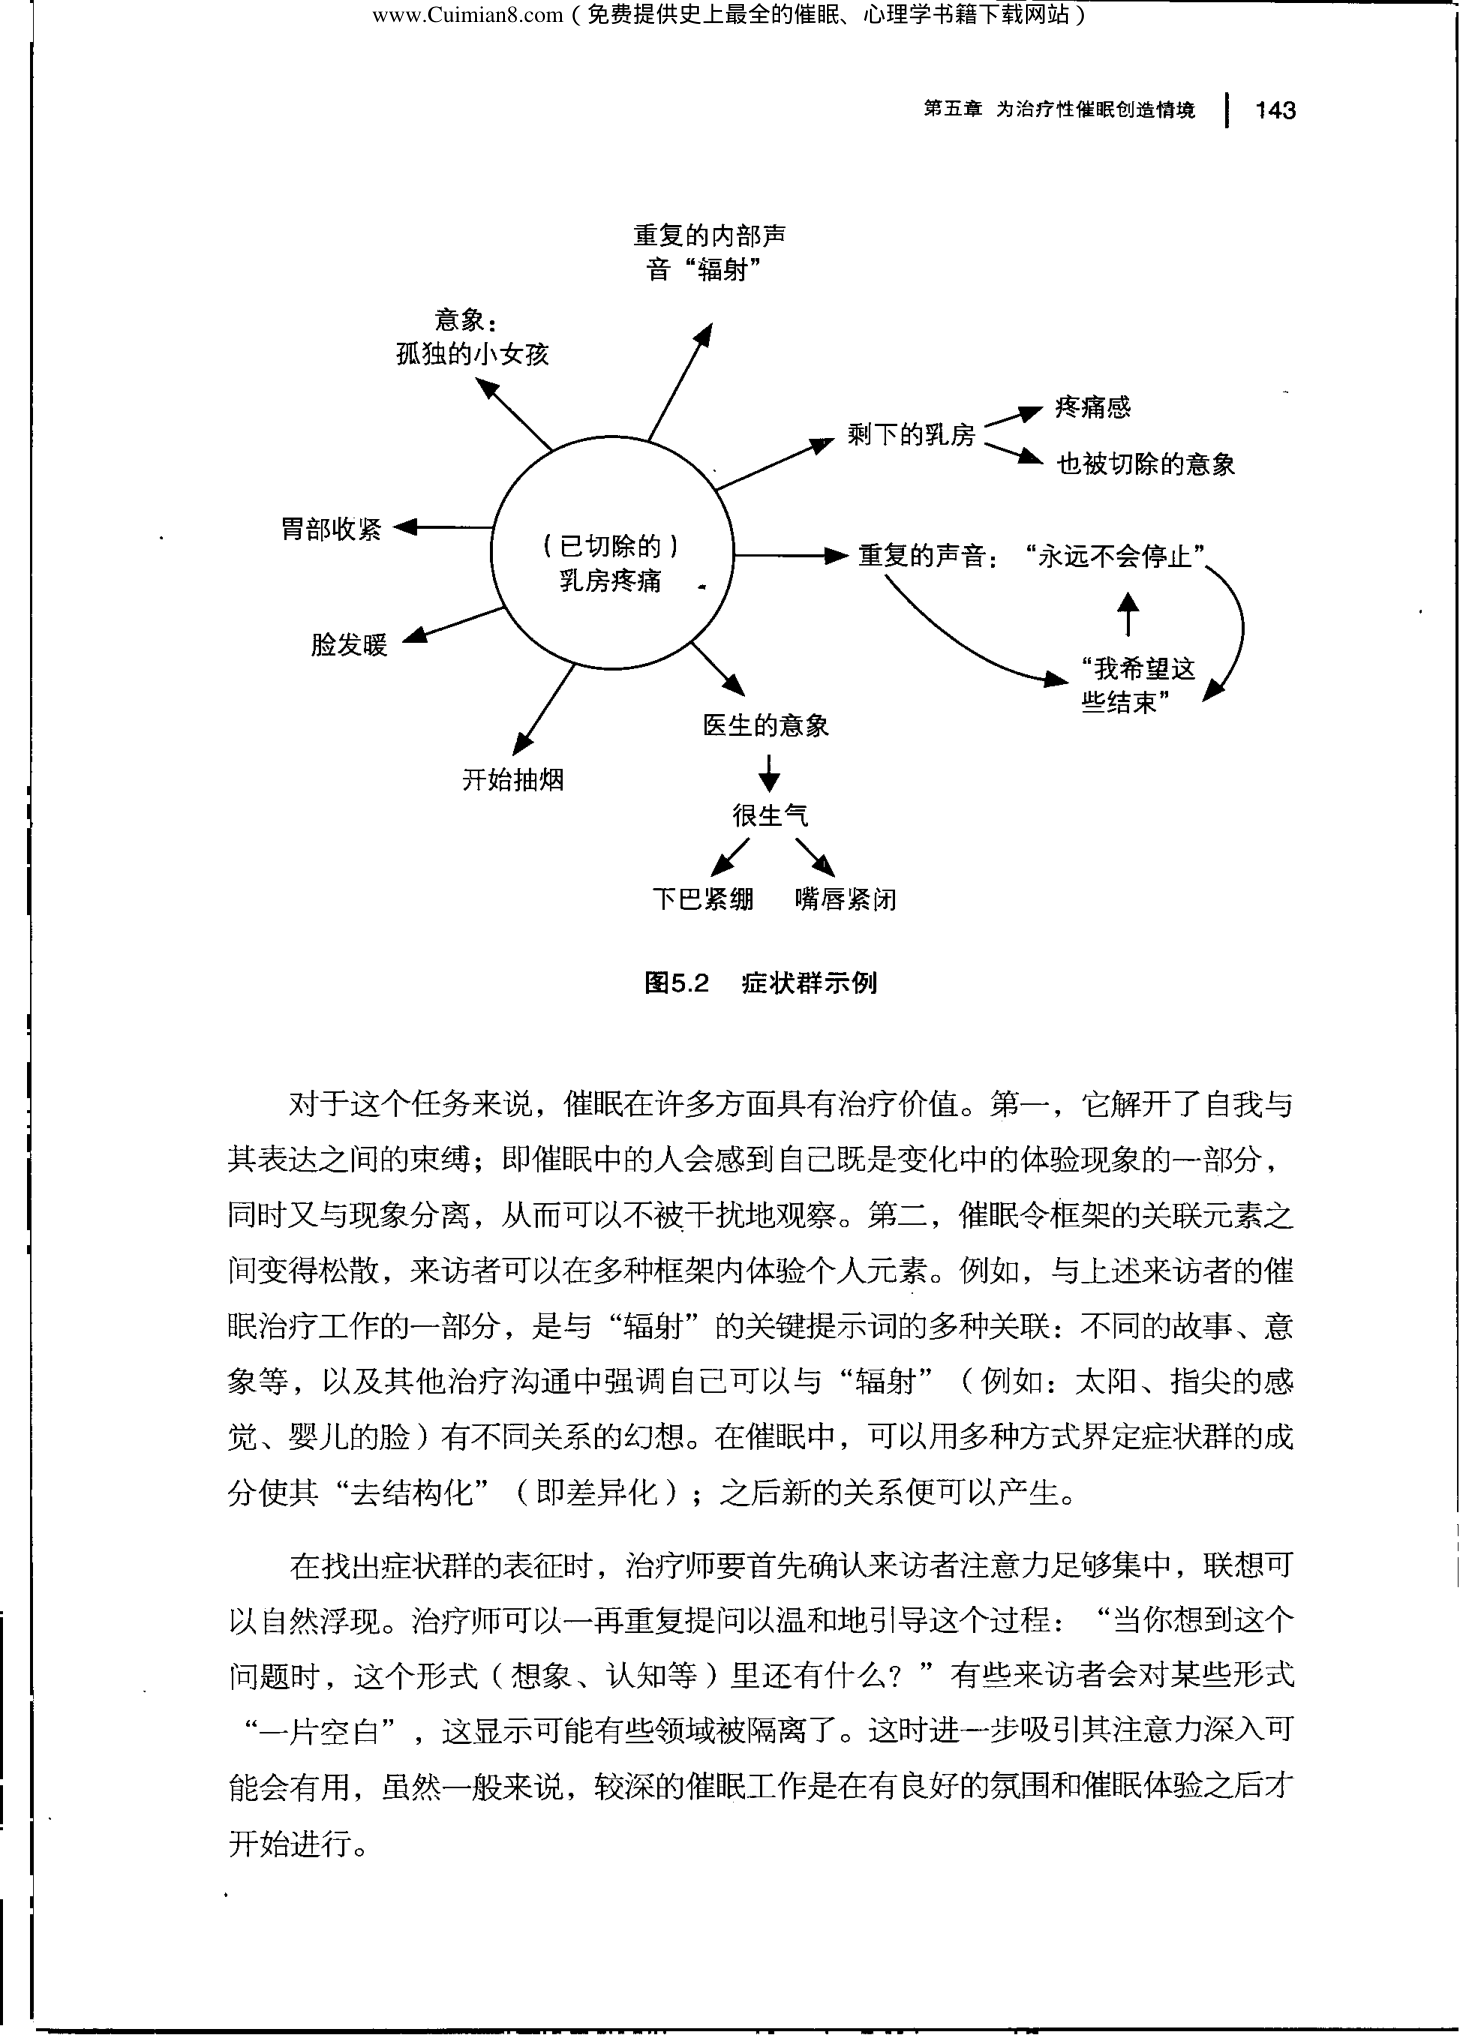 www.Cuimian8.com（免费提供史上最全的催眠、心理学书籍下载网站）
第五章 为治疗性催眠创造情境 143
重复的内部声
音“辐射”
意象：
孤独的小女孩
疼痛感
剩下的乳房
也被切除的意象
胃部收紧
（已切除的）
乳房疼痛
重复的声音：“永远不会停止”
脸发暖
“我希望这
些结束”
医生的意象
开始抽烟
很生气
下巴紧绷 嘴唇紧闭
图5.2 症状群示例
对于这个任务来说，催眠在许多方面具有治疗价值。第一，它解开了自我与
其表达之间的束缚；即催眠中的人会感到自己既是变化中的体验现象的一部分，
同时又与现象分离，从而可以不被干扰地观察。第二，催眠令框架的关联元素之
间变得松散，来访者可以在多种框架内体验个人元素。例如，与上述来访者的催
眠治疗工作的一部分，是与“辐射”的关键提示词的多种关联：不同的故事、意
象等，以及其他治疗沟通中强调自己可以与“辐射”（例如：太阳、指尖的感
觉、婴儿的脸）有不同关系的幻想。在催眠中，可以用多种方式界定症状群的成
分使其“去结构化”（即差异化）；之后新的关系便可以产生。
在找出症状群的表征时，治疗师要首先确认来访者注意力足够集中，联想可
以自然浮现。治疗师可以一再重复提问以温和地引导这个过程：“当你想到这个
问题时，这个形式（想象、认知等）里还有什么？”有些来访者会对某些形式
“一片空白”，这显示可能有些领域被隔离了。这时进一步吸引其注意力深入可
能会有用，虽然一般来说，较深的催眠工作是在有良好的氛围和催眠体验之后才
开始进行。